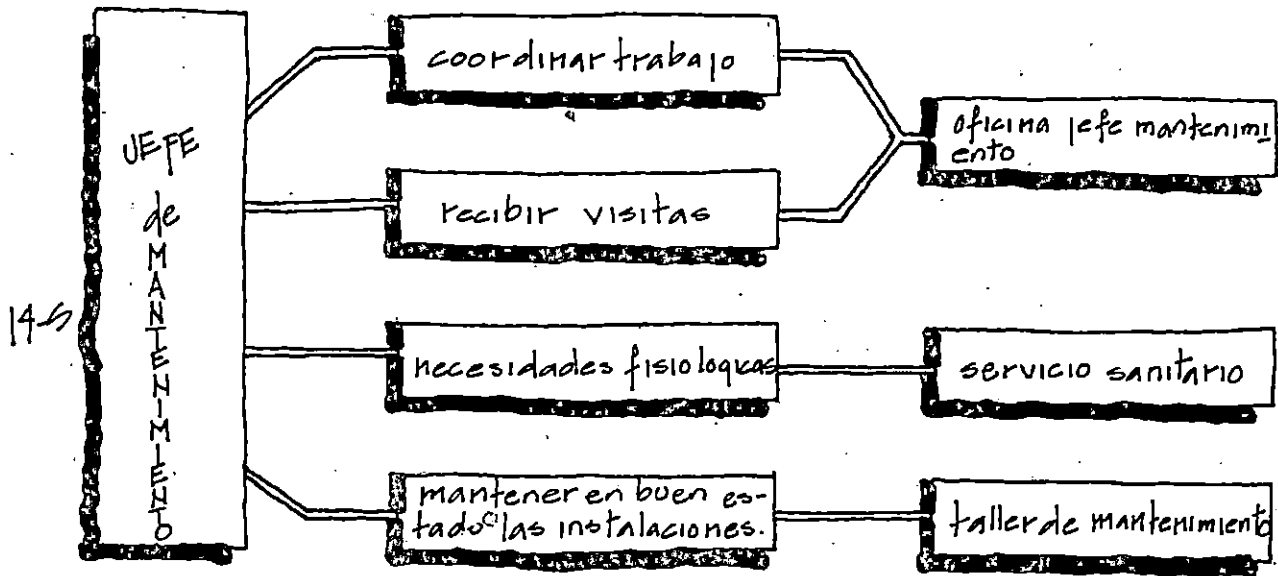 14-S
JEFE
de
MANTENIMIENTO
coordinar trabajo
recibir visitas
necesidades fisiologicas
mantener en buen es-
tado las instalaciones.
oficina jefe mantenimi
ento
servicio sanitario
taller de mantenimiento